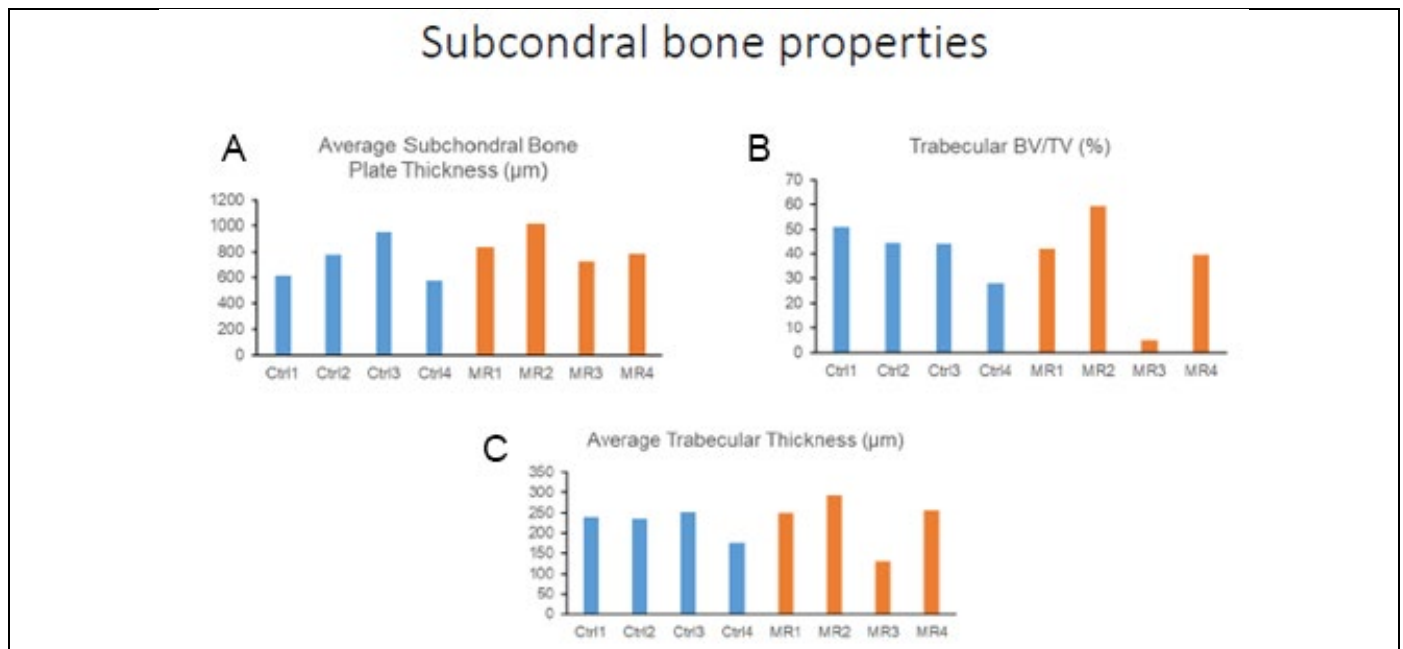 Subcondral bone properties
A
Average Subchondral Bone
Plate Thickness (µm)
1200
1000
800
600
400
200
0
Ctrl1 Ctrl2 Ctrl3 Ctrl4 MR1 MR2 MR3 MR4
B
Trabecular BV/TV (%)
70
60
50
40
30
20
10
0
Ctrl1 Ctrl2 Ctrl3 Ctrl4 MR1 MR2 MR3 MR4
C
Average Trabecular Thickness (µm)
350
300
250
200
150
100
50
0
Ctrl1 Ctrl2 Ctrl3 Ctrl4 MR1 MR2 MR3 MR4